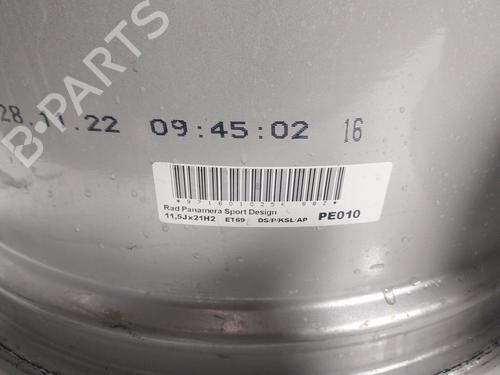 28.11.22 09:45:02 16
Rad Panamera Sport Design
11,5Jx21H2 ET69 DS/P/KSL/AP PE010
B-PARTS